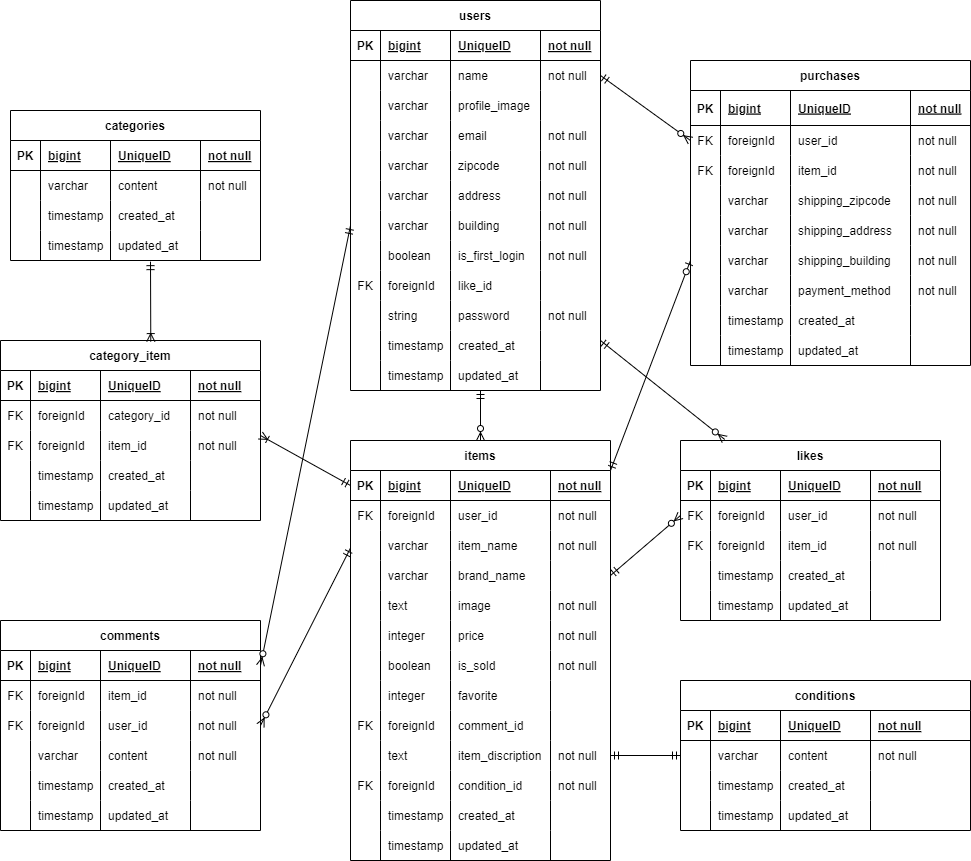 users
PK bigint UniqueID not null
varchar name not null
varchar profile_image
varchar email not null
varchar zipcode not null
varchar address not null
varchar building not null
boolean is_first_login not null
FK foreignId like_id
string password not null
timestamp created_at
timestamp updated_at
purchases
PK bigint UniqueID not null
FK foreignId user_id not null
FK foreignId item_id not null
varchar shipping_zipcode not null
varchar shipping_address not null
varchar shipping_building not null
varchar payment_method not null
timestamp created_at
timestamp updated_at
categories
PK bigint UniqueID not null
varchar content not null
timestamp created_at
timestamp updated_at
category_item
PK bigint UniqueID not null
FK foreignId category_id not null
FK foreignId item_id not null
timestamp created_at
timestamp updated_at
items
PK bigint UniqueID not null
FK foreignId user_id not null
varchar item_name not null
varchar brand_name
text image not null
integer price not null
boolean is_sold not null
integer favorite
FK foreignId comment_id
text item_discription not null
FK foreignId condition_id not null
timestamp created_at
timestamp updated_at
likes
PK bigint UniqueID not null
FK foreignId user_id not null
FK foreignId item_id not null
timestamp created_at
timestamp updated_at
comments
PK bigint UniqueID not null
FK foreignId item_id not null
FK foreignId user_id not null
varchar content not null
timestamp created_at
timestamp updated_at
conditions
PK bigint UniqueID not null
varchar content not null
timestamp created_at
timestamp updated_at